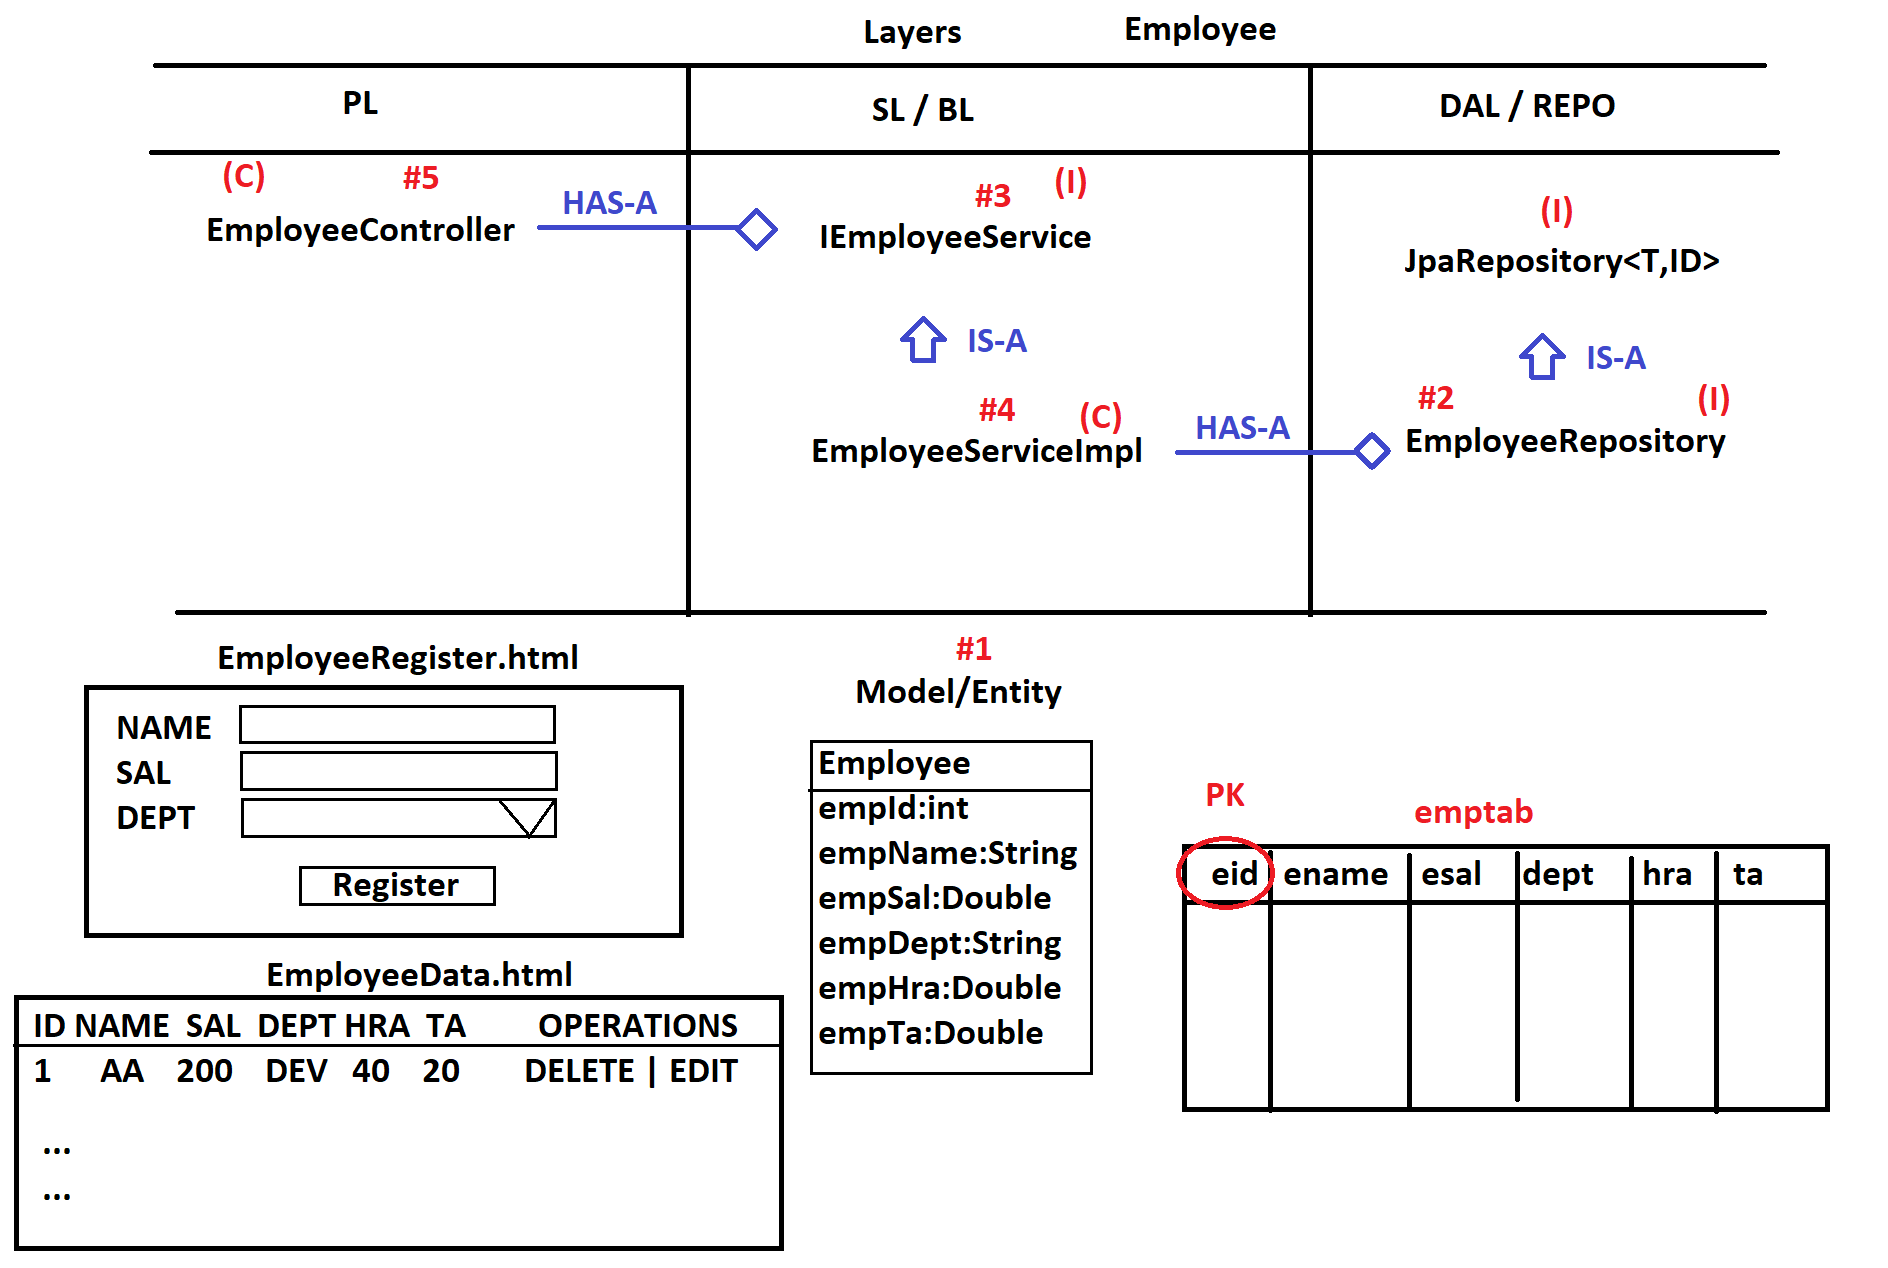 Layers Employee
PL SL / BL DAL / REPO
(C) #5
HAS-A
EmployeeController
#3 (I)
IEmployeeService
(I)
JpaRepository<T,ID>
IS-A
IS-A
#4 (C)
EmployeeServiceImpl
HAS-A
#2 (I)
EmployeeRepository
EmployeeRegister.html
NAME
SAL
DEPT
Register
#1
Model/Entity
Employee
empId:int
empName:String
empSal:Double
empDept:String
empHra:Double
empTa:Double
PK
emptab
eid ename esal dept hra ta
EmployeeData.html
ID NAME SAL DEPT HRA TA OPERATIONS
1 AA 200 DEV 40 20 DELETE | EDIT
...
...